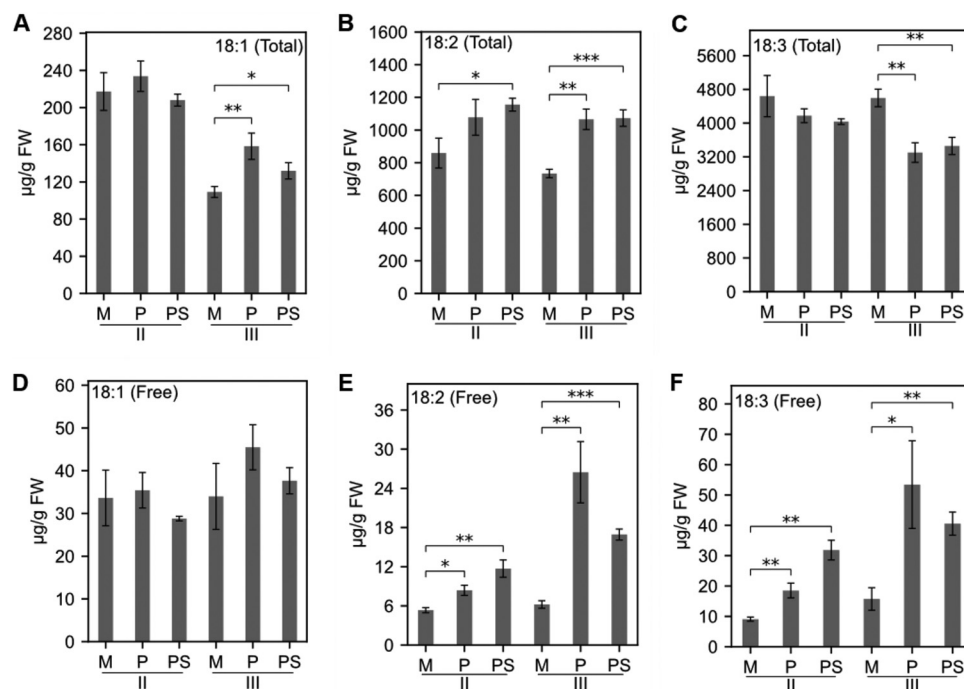 A
18:1 (Total)
µg/g FW
280
240
200
160
120
80
40
0
*
**
M P PS M P PS
II III
B
18:2 (Total)
µg/g FW
1600
1400
1200
1000
800
600
400
200
0
*
***
**
M P PS M P PS
II III
C
18:3 (Total)
µg/g FW
5600
4800
4000
3200
2400
1600
800
0
**
**
M P PS M P PS
II III
D
18:1 (Free)
µg/g FW
60
50
40
30
20
10
0
M P PS M P PS
II III
E
18:2 (Free)
µg/g FW
36
30
24
18
12
6
0
***
**
**
*
M P PS M P PS
II III
F
18:3 (Free)
µg/g FW
80
70
60
50
40
30
20
10
0
**
*
**
**
M P PS M P PS
II III